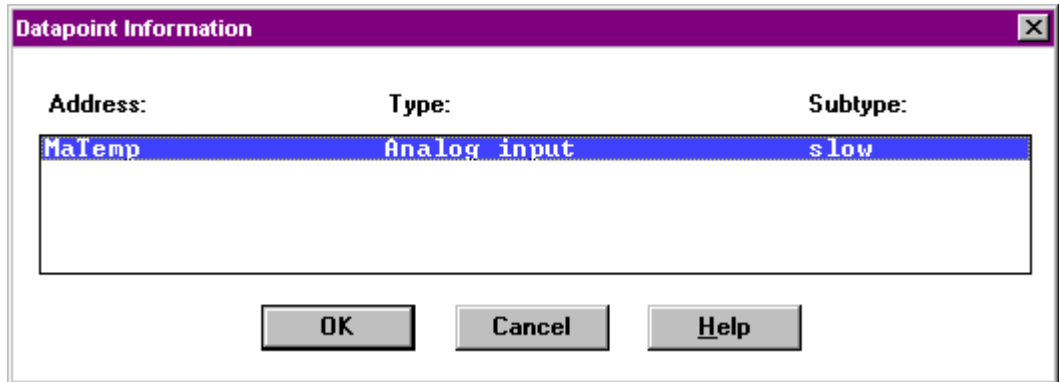 Datapoint Information
Address: Type: Subtype:
MaTemp Analog input slow
OK Cancel Help